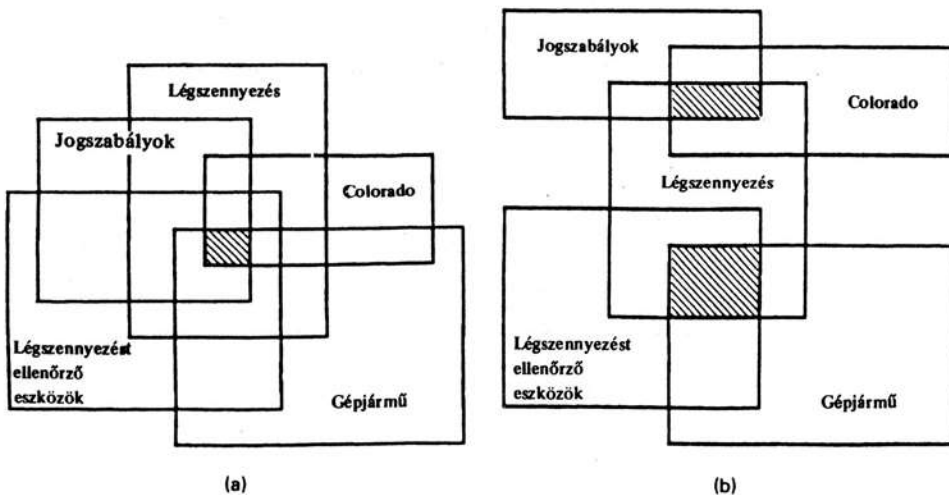 Légszennyezés
Jogszabályok
Colorado
Légszennyezést
ellenőrző
eszközök
Gépjármű
(a)
Jogszabályok
Colorado
Légszennyezés
Légszennyezést
ellenőrző
eszközök
Gépjármű
(b)